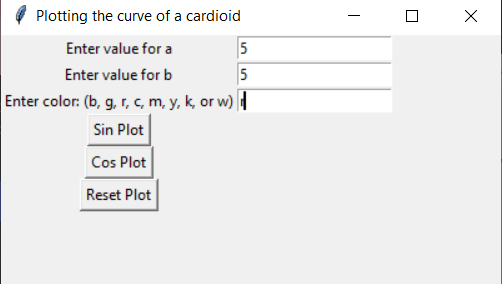 Plotting the curve of a cardioid
Enter value for a 5
Enter value for b 5
Enter color: (b, g, r, c, m, y, k, or w) r
Sin Plot
Cos Plot
Reset Plot